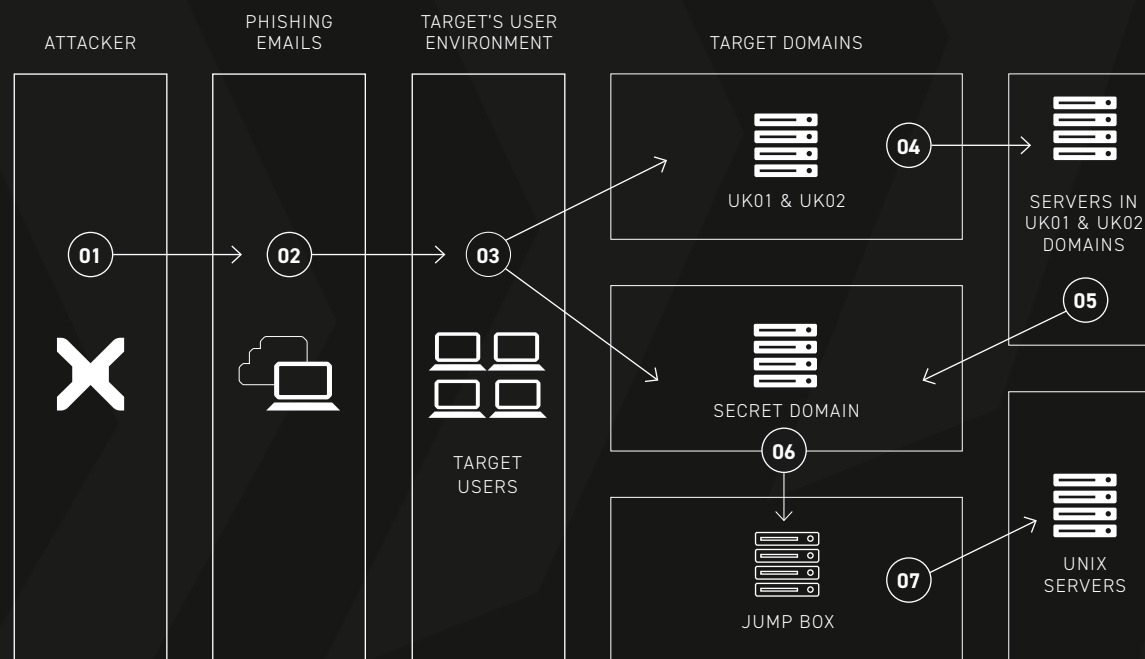 ATTACKER
PHISHING
EMAILS
TARGET'S USER
ENVIRONMENT
TARGET DOMAINS
01
02
03
TARGET
USERS
UK01 & UK02
04
SERVERS IN
UK01 & UK02
DOMAINS
05
SECRET DOMAIN
06
JUMP BOX
07
UNIX
SERVERS